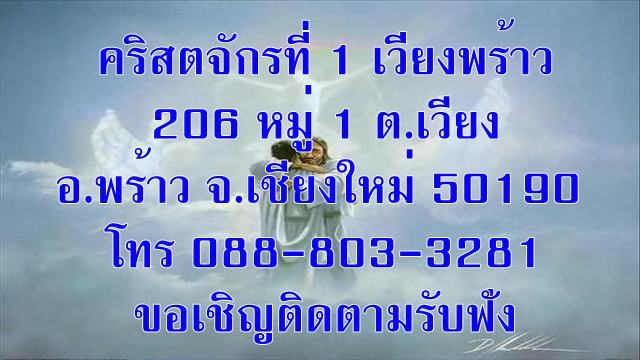 คริสตจักรที่ 1 เวียงพร้าว
206 หมู่ 1 ต.เวียง
อ.พร้าว จ.เชียงใหม่ 50190
โทร 088-803-3281
ขอเชิญติดตามรับฟัง